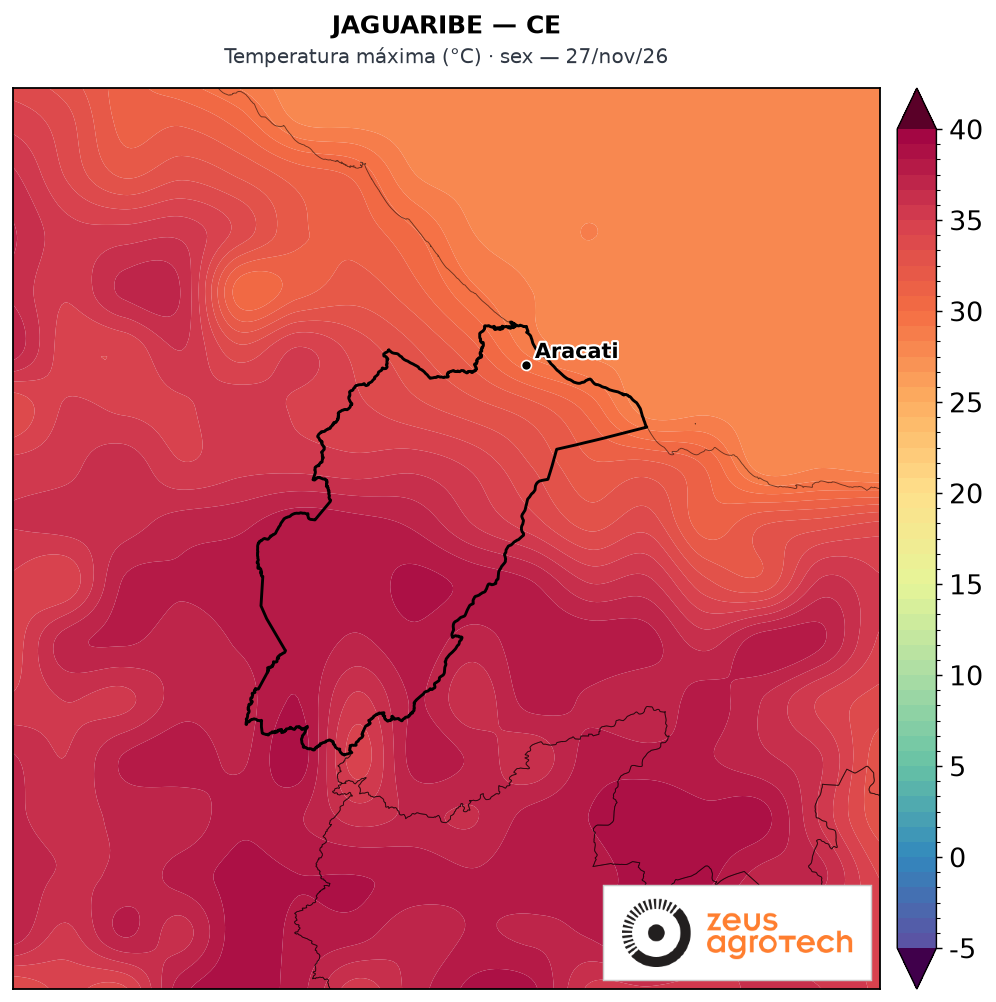 JAGUARIBE — CE
Temperatura máxima (°C) · sex — 27/nov/26
Aracati
40
35
30
25
20
15
10
5
0
-5
zeus
agrotech